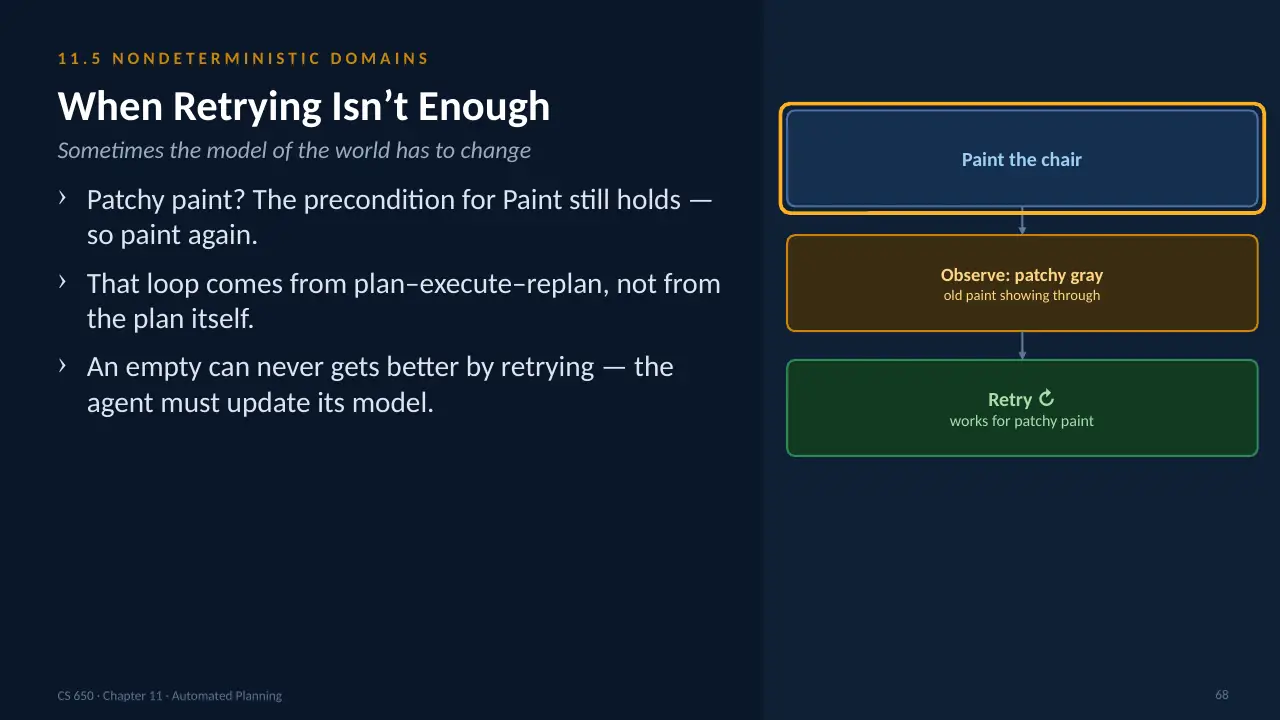 11.5 NONDETERMINISTIC DOMAINS
When Retrying Isn’t Enough
Sometimes the model of the world has to change
› Patchy paint? The precondition for Paint still holds —
so paint again.
› That loop comes from plan–execute–replan, not from
the plan itself.
› An empty can never gets better by retrying — the
agent must update its model.
Paint the chair
Observe: patchy gray
old paint showing through
Retry ↻
works for patchy paint
CS 650 · Chapter 11 · Automated Planning
68